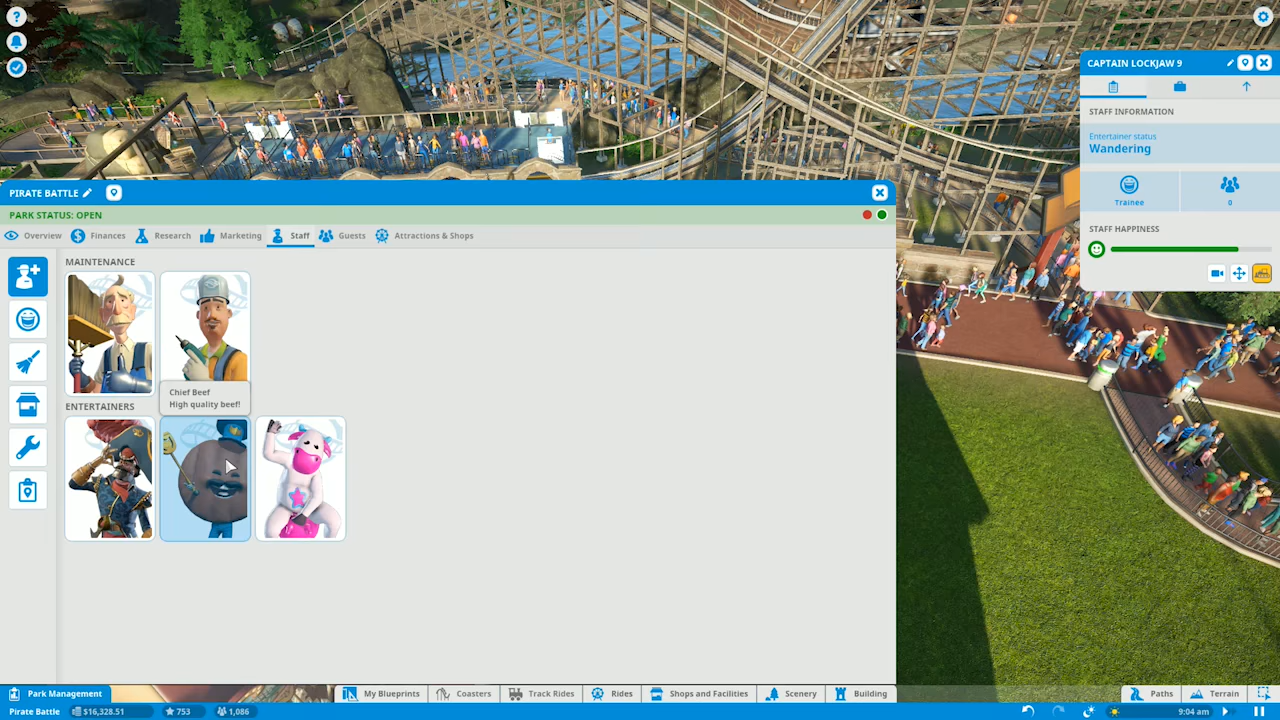 CAPTAIN LOCKJAW 9
STAFF INFORMATION
Entertainer status
Wandering
Trainee
0
STAFF HAPPINESS
PIRATE BATTLE
PARK STATUS: OPEN
Overview
Finances
Research
Marketing
Staff
Guests
Attractions & Shops
MAINTENANCE
Chief Beef
High quality beef!
ENTERTAINERS
Park Management
My Blueprints
Coasters
Track Rides
Rides
Shops and Facilities
Scenery
Building
Paths
Terrain
Pirate Battle
$16,328.51
753
1,086
9:04 am